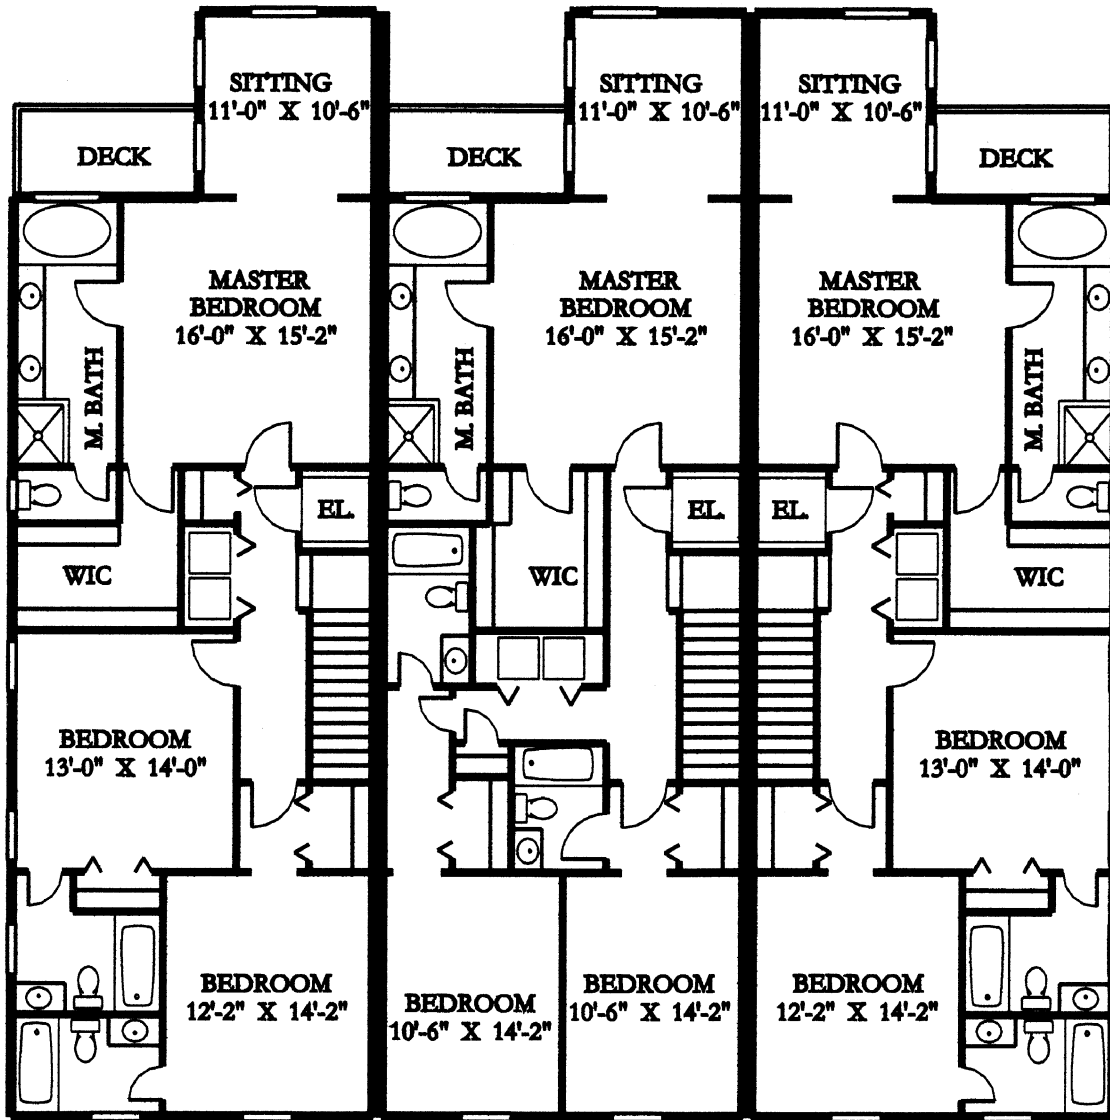 SITTING
11'-0" X 10'-6"
SITTING
11'-0" X 10'-6"
SITTING
11'-0" X 10'-6"
DECK
DECK
DECK
MASTER
BEDROOM
16'-0" X 15'-2"
MASTER
BEDROOM
16'-0" X 15'-2"
MASTER
BEDROOM
16'-0" X 15'-2"
M. BATH
M. BATH
M. BATH
EL.
EL.
EL.
WIC
WIC
WIC
BEDROOM
13'-0" X 14'-0"
BEDROOM
13'-0" X 14'-0"
BEDROOM
12'-2" X 14'-2"
BEDROOM
10'-6" X 14'-2"
BEDROOM
10'-6" X 14'-2"
BEDROOM
12'-2" X 14'-2"